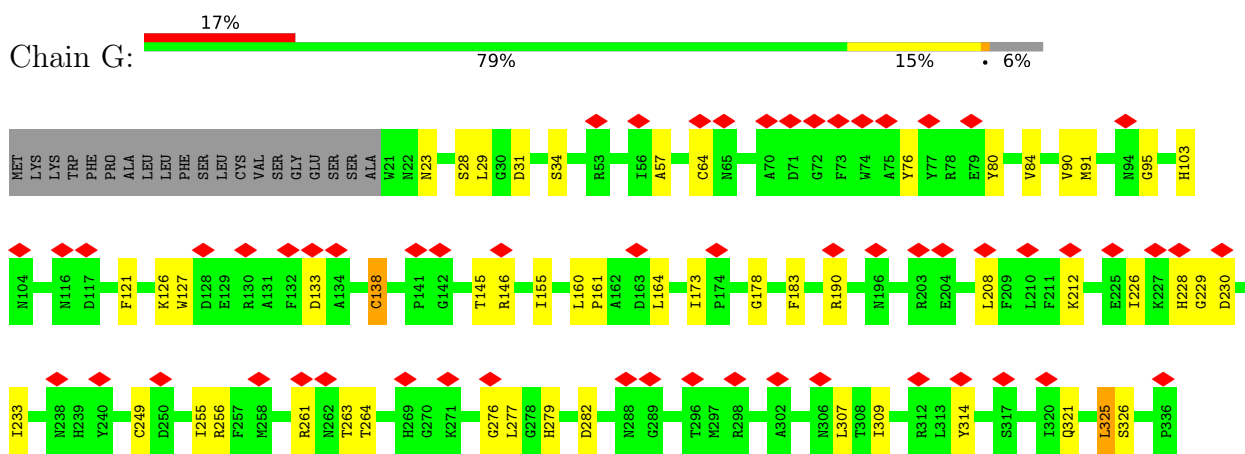 17%
Chain G:
79% 15% • 6%
MET LYS LYS TRP PHE PRO ALA LEU LEU PHE SER LEU CYS VAL SER GLY GLU SER SER ALA W21 N22 N23 S28 L29 G30 D31 S34 R53 I56 A57 C64 N65 A70 D71 G72 F73 W74 A75 Y76 Y77 R78 E79 Y80 V84 V90 M91 N94 G95 H103
N104 N116 D117 F121 K126 W127 D128 E129 R130 A131 F132 D133 A134 C138 P141 G142 T145 R146 I155 L160 P161 A162 D163 L164 I173 P174 G178 F183 R190 N196 R203 E204 L208 F209 L210 F211 K212 E225 I226 K227 H228 G229 D230
I233 N238 H239 Y240 C249 D250 I255 R256 F257 M258 R261 N262 T263 T264 H269 G270 K271 G276 L277 G278 H279 D282 N288 G289 T296 M297 R298 A302 N306 L307 T308 I309 R312 L313 Y314 S317 I320 Q321 L325 S326 P336